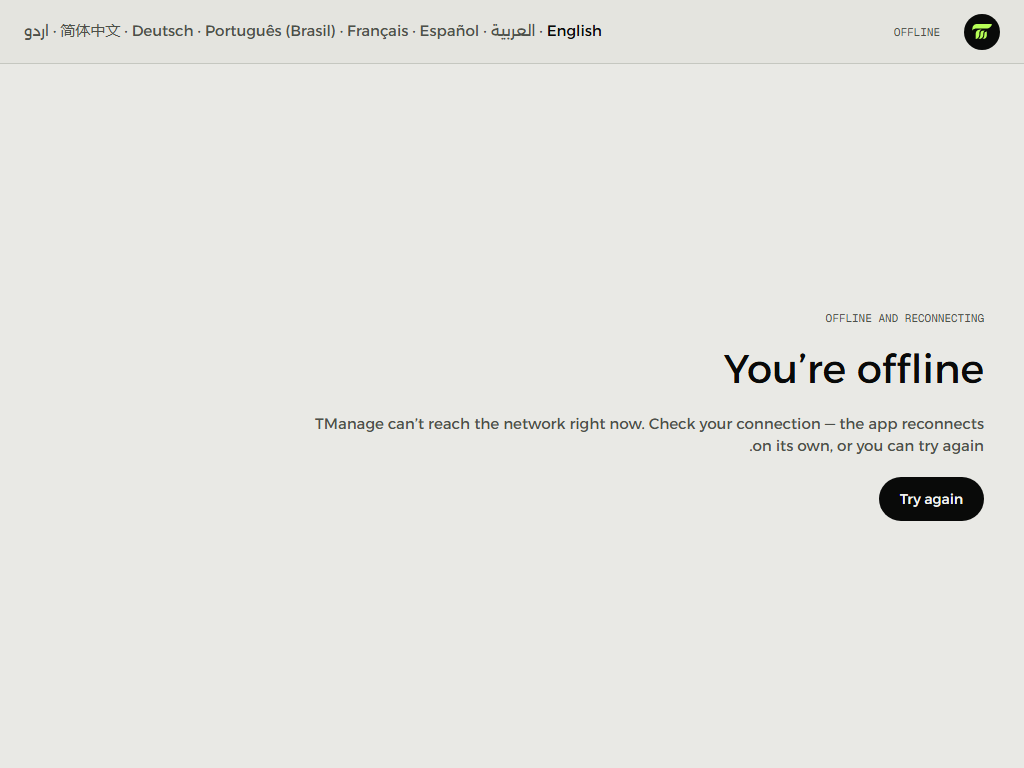 OFFLINE
English · العربية · Español · Français · Português (Brasil) · Deutsch · 简体中文 · اردو
OFFLINE AND RECONNECTING
You’re offline
TManage can’t reach the network right now. Check your connection — the app reconnects
on its own, or you can try again.
Try again